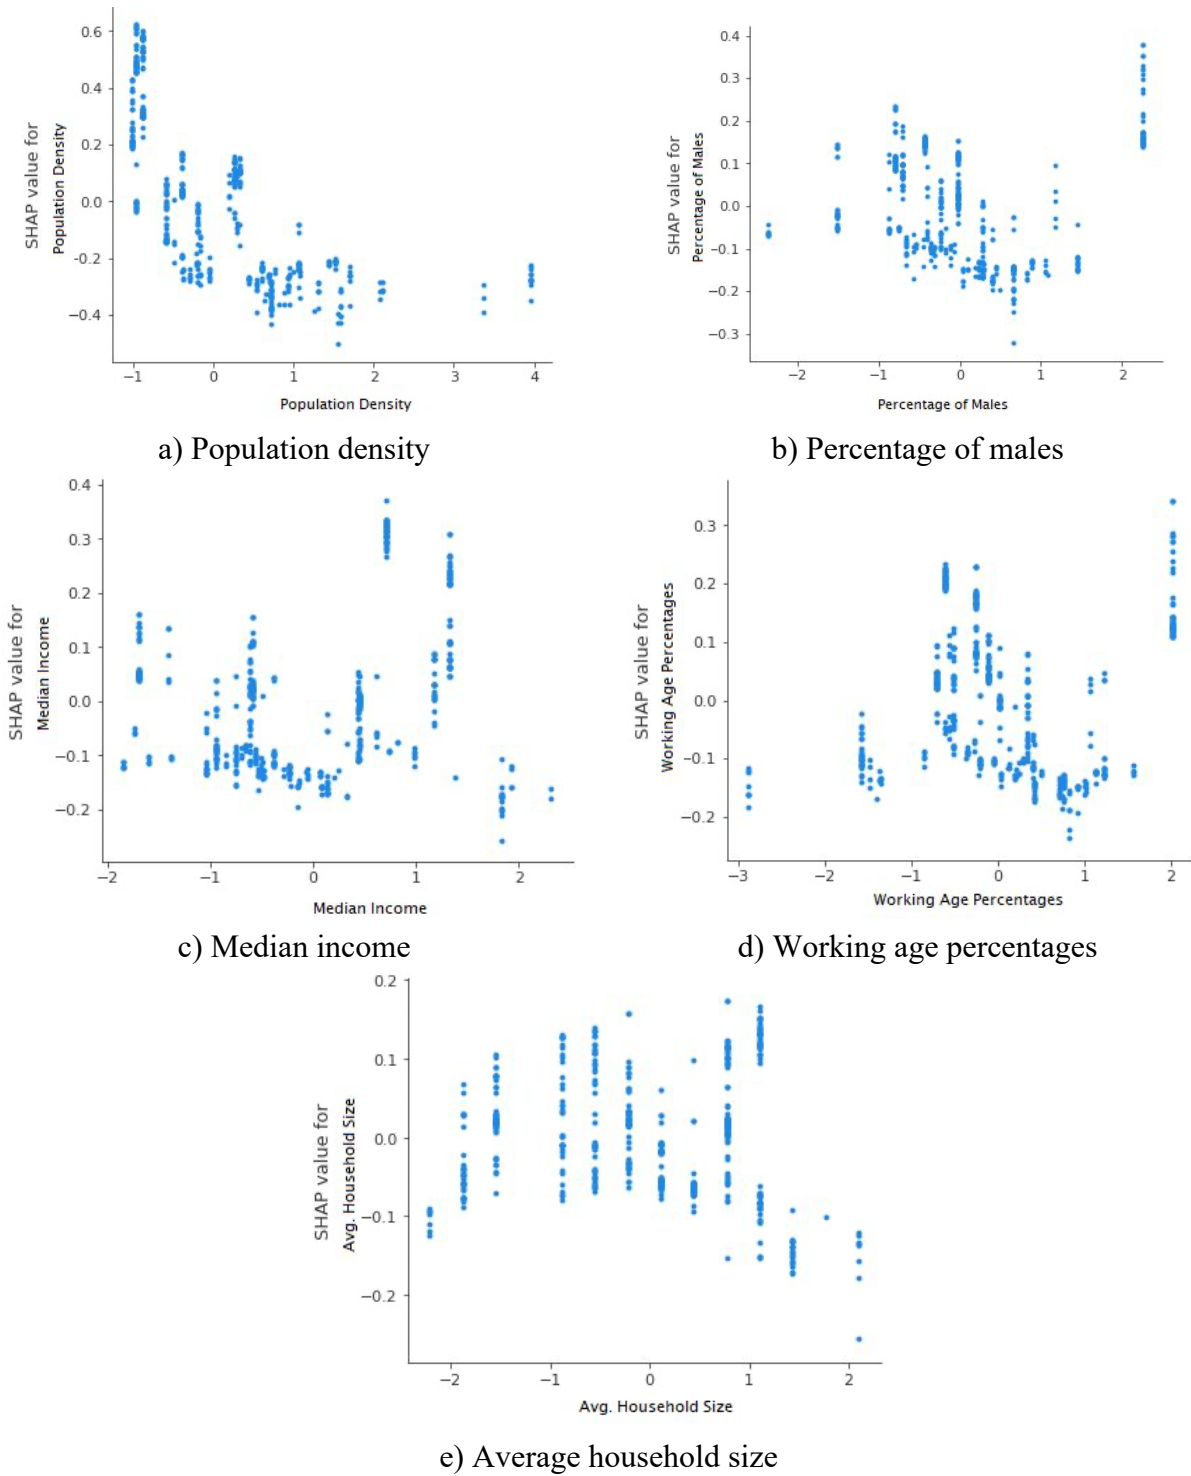 0.6
0.4
0.2
0.0
-0.2
−0.4
SHAP value for
Population Density
−1 0 1 2 3 4
Population Density
a) Population density
0.4
0.3
0.2
0.1
0.0
−0.1
−0.2
−0.3
SHAP value for
Percentage of Males
−2 −1 0 1 2
Percentage of Males
b) Percentage of males
0.4
0.3
0.2
0.1
0.0
−0.1
−0.2
SHAP value for
Median Income
−2 −1 0 1 2
Median Income
c) Median income
0.3
0.2
0.1
0.0
−0.1
−0.2
SHAP value for
Working Age Percentages
−3 −2 −1 0 1 2
Working Age Percentages
d) Working age percentages
0.2
0.1
0.0
−0.1
−0.2
SHAP value for
Avg. Household Size
−2 −1 0 1 2
Avg. Household Size
e) Average household size